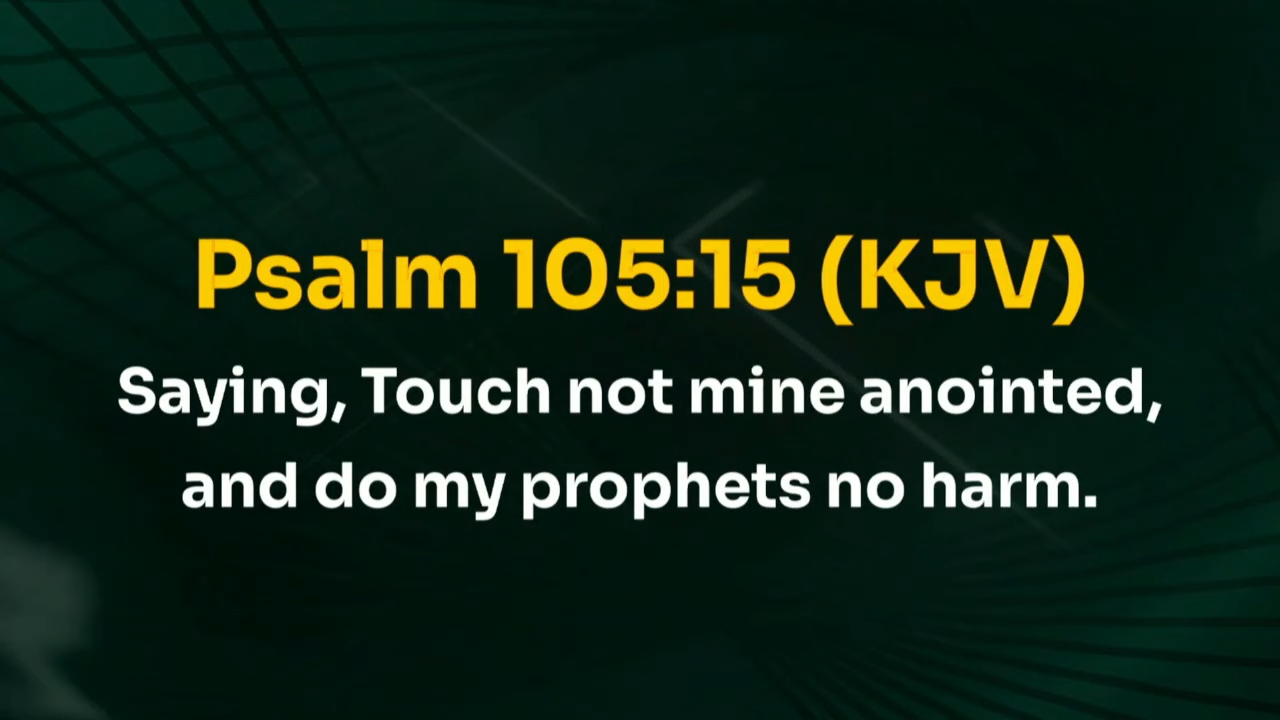 Psalm 105:15 (KJV)
Saying, Touch not mine anointed,
and do my prophets no harm.